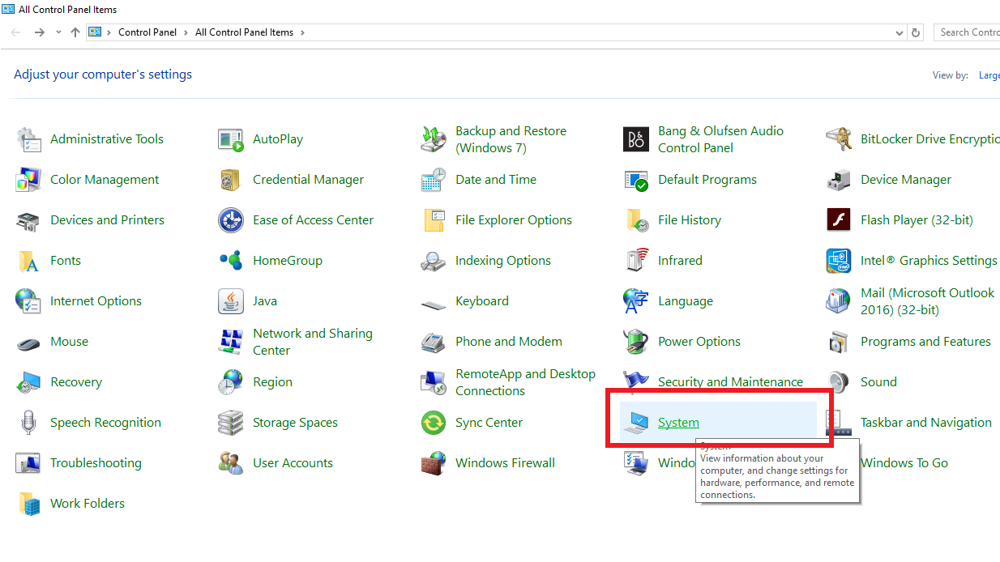 All Control Panel Items
Control Panel > All Control Panel Items >
Search Contro
Adjust your computer's settings
View by: Large
Administrative Tools
AutoPlay
Backup and Restore
(Windows 7)
B&O
Bang & Olufsen Audio
Control Panel
BitLocker Drive Encryptio
Color Management
Credential Manager
Date and Time
Default Programs
Device Manager
Devices and Printers
Ease of Access Center
File Explorer Options
File History
Flash Player (32-bit)
Fonts
HomeGroup
Indexing Options
Infrared
Intel® Graphics Settings
Internet Options
Java
Keyboard
Language
Mail (Microsoft Outlook
2016) (32-bit)
Mouse
Network and Sharing
Center
Phone and Modem
Power Options
Programs and Features
Recovery
Region
RemoteApp and Desktop
Connections
Security and Maintenance
Sound
Speech Recognition
Storage Spaces
Sync Center
System
Taskbar and Navigation
System
View information about your
computer, and change settings for
hardware, performance, and remote
connections.
Troubleshooting
User Accounts
Windows Firewall
Windo
Windows To Go
Work Folders